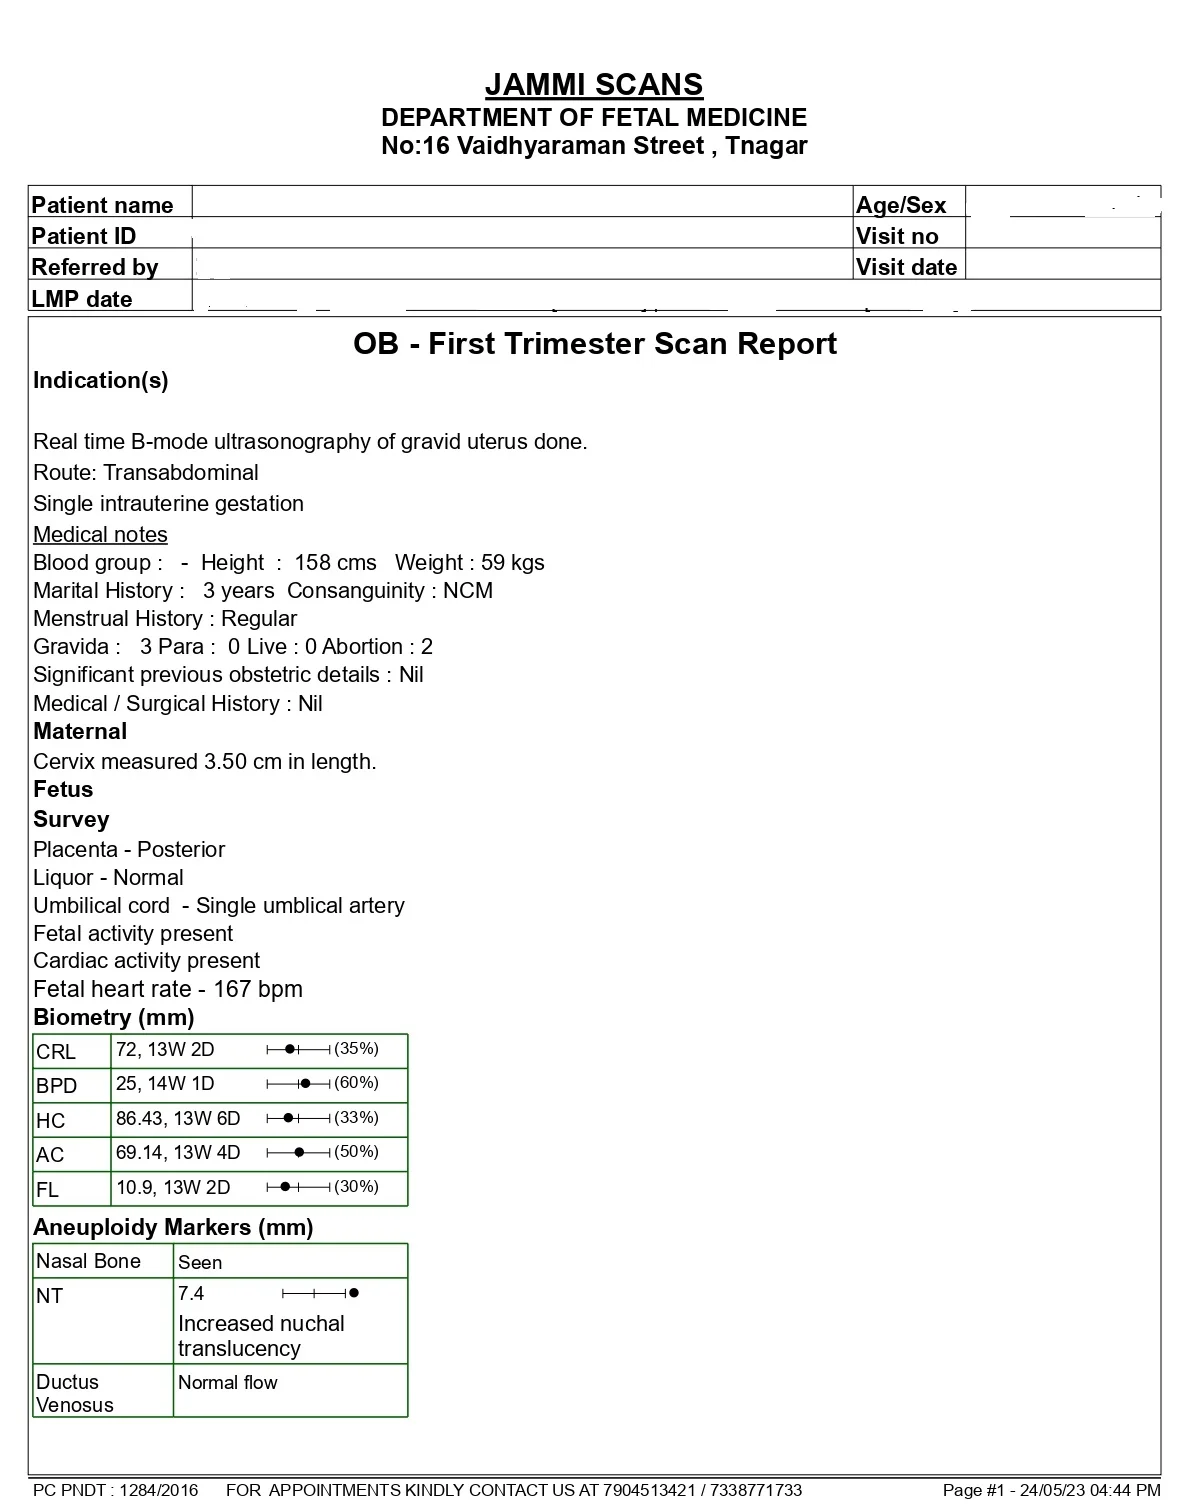 JAMMI SCANS
DEPARTMENT OF FETAL MEDICINE
No:16 Vaidhyaraman Street , Tnagar
Patient name Age/Sex
Patient ID Visit no
Referred by Visit date
LMP date
OB - First Trimester Scan Report
Indication(s)
Real time B-mode ultrasonography of gravid uterus done.
Route: Transabdominal
Single intrauterine gestation
Medical notes
Blood group : - Height : 158 cms Weight : 59 kgs
Marital History : 3 years Consanguinity : NCM
Menstrual History : Regular
Gravida : 3 Para : 0 Live : 0 Abortion : 2
Significant previous obstetric details : Nil
Medical / Surgical History : Nil
Maternal
Cervix measured 3.50 cm in length.
Fetus
Survey
Placenta - Posterior
Liquor - Normal
Umbilical cord - Single umblical artery
Fetal activity present
Cardiac activity present
Fetal heart rate - 167 bpm
Biometry (mm)
CRL 72, 13W 2D (35%)
BPD 25, 14W 1D (60%)
HC 86.43, 13W 6D (33%)
AC 69.14, 13W 4D (50%)
FL 10.9, 13W 2D (30%)
Aneuploidy Markers (mm)
Nasal Bone Seen
NT 7.4
Increased nuchal
translucency
Ductus Normal flow
Venosus
PC PNDT : 1284/2016 FOR APPOINTMENTS KINDLY CONTACT US AT 7904513421 / 7338771733 Page #1 - 24/05/23 04:44 PM